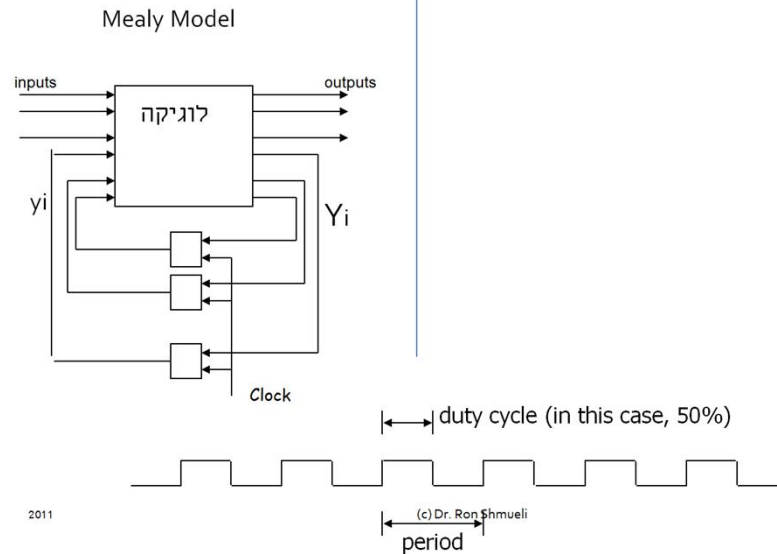 Mealy Model
inputs
outputs
לוגיקה
yi
Yi
Clock
duty cycle (in this case, 50%)
2011
(c) Dr. Ron Shmueli
period